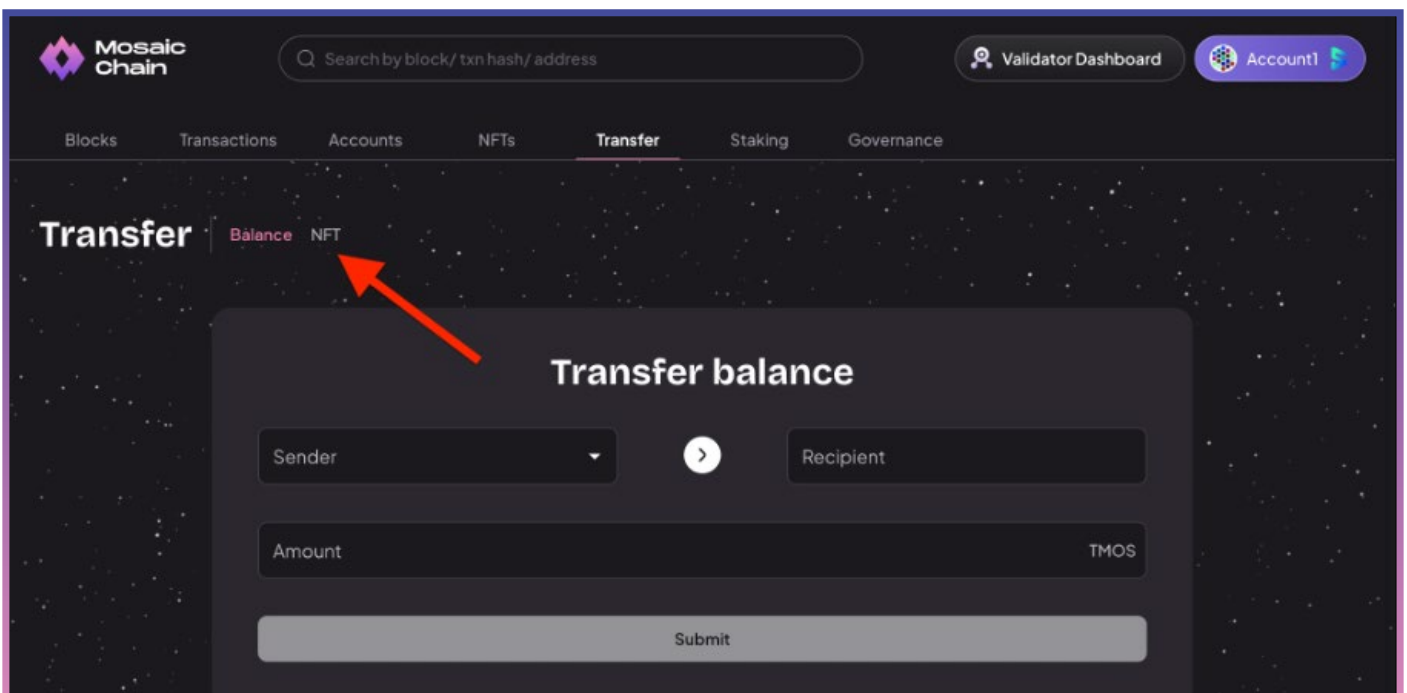 Mosaic
Chain
Search by block/ txn hash/ address
Validator Dashboard
Account1
Blocks Transactions Accounts NFTs Transfer Staking Governance
Transfer Balance NFT
Transfer balance
Sender
Recipient
Amount TMOS
Submit